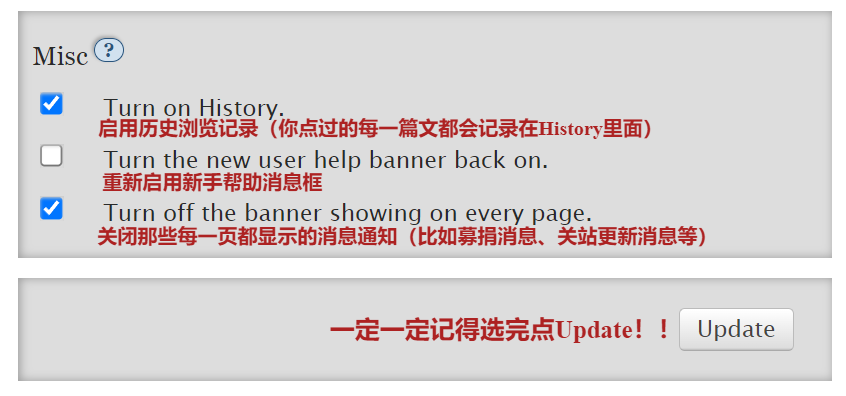 Misc ?
Turn on History.
启用历史浏览记录（你点过的每一篇文都会记录在History里面）
Turn the new user help banner back on.
重新启用新手帮助消息框
Turn off the banner showing on every page.
关闭那些每一页都显示的消息通知（比如募捐消息、关站更新消息等）
一定一定记得选完点Update！！ Update